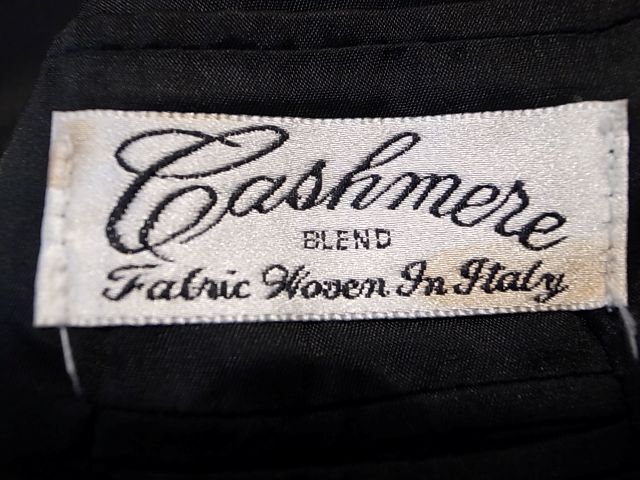 Cashmere
BLEND
Fabric Woven In Italy